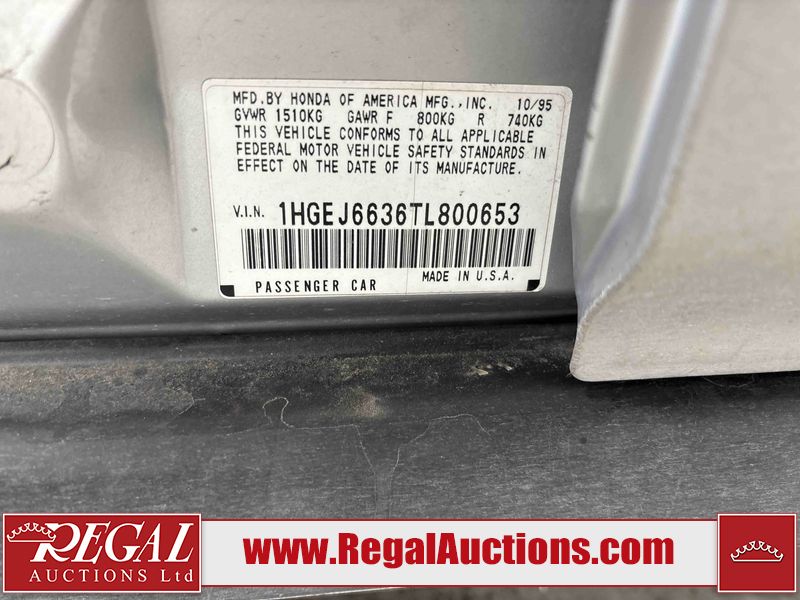 MFD.BY HONDA OF AMERICA MFG.,INC. 10/95
GVWR 1510KG GAWR F 800KG R 740KG
THIS VEHICLE CONFORMS TO ALL APPLICABLE
FEDERAL MOTOR VEHICLE SAFETY STANDARDS IN
EFFECT ON THE DATE OF ITS MANUFACTURE.
V.I.N. 1HGEJ6636TL800653
PASSENGER CAR MADE IN U.S.A.
REGAL
AUCTIONS Ltd
www.RegalAuctions.com